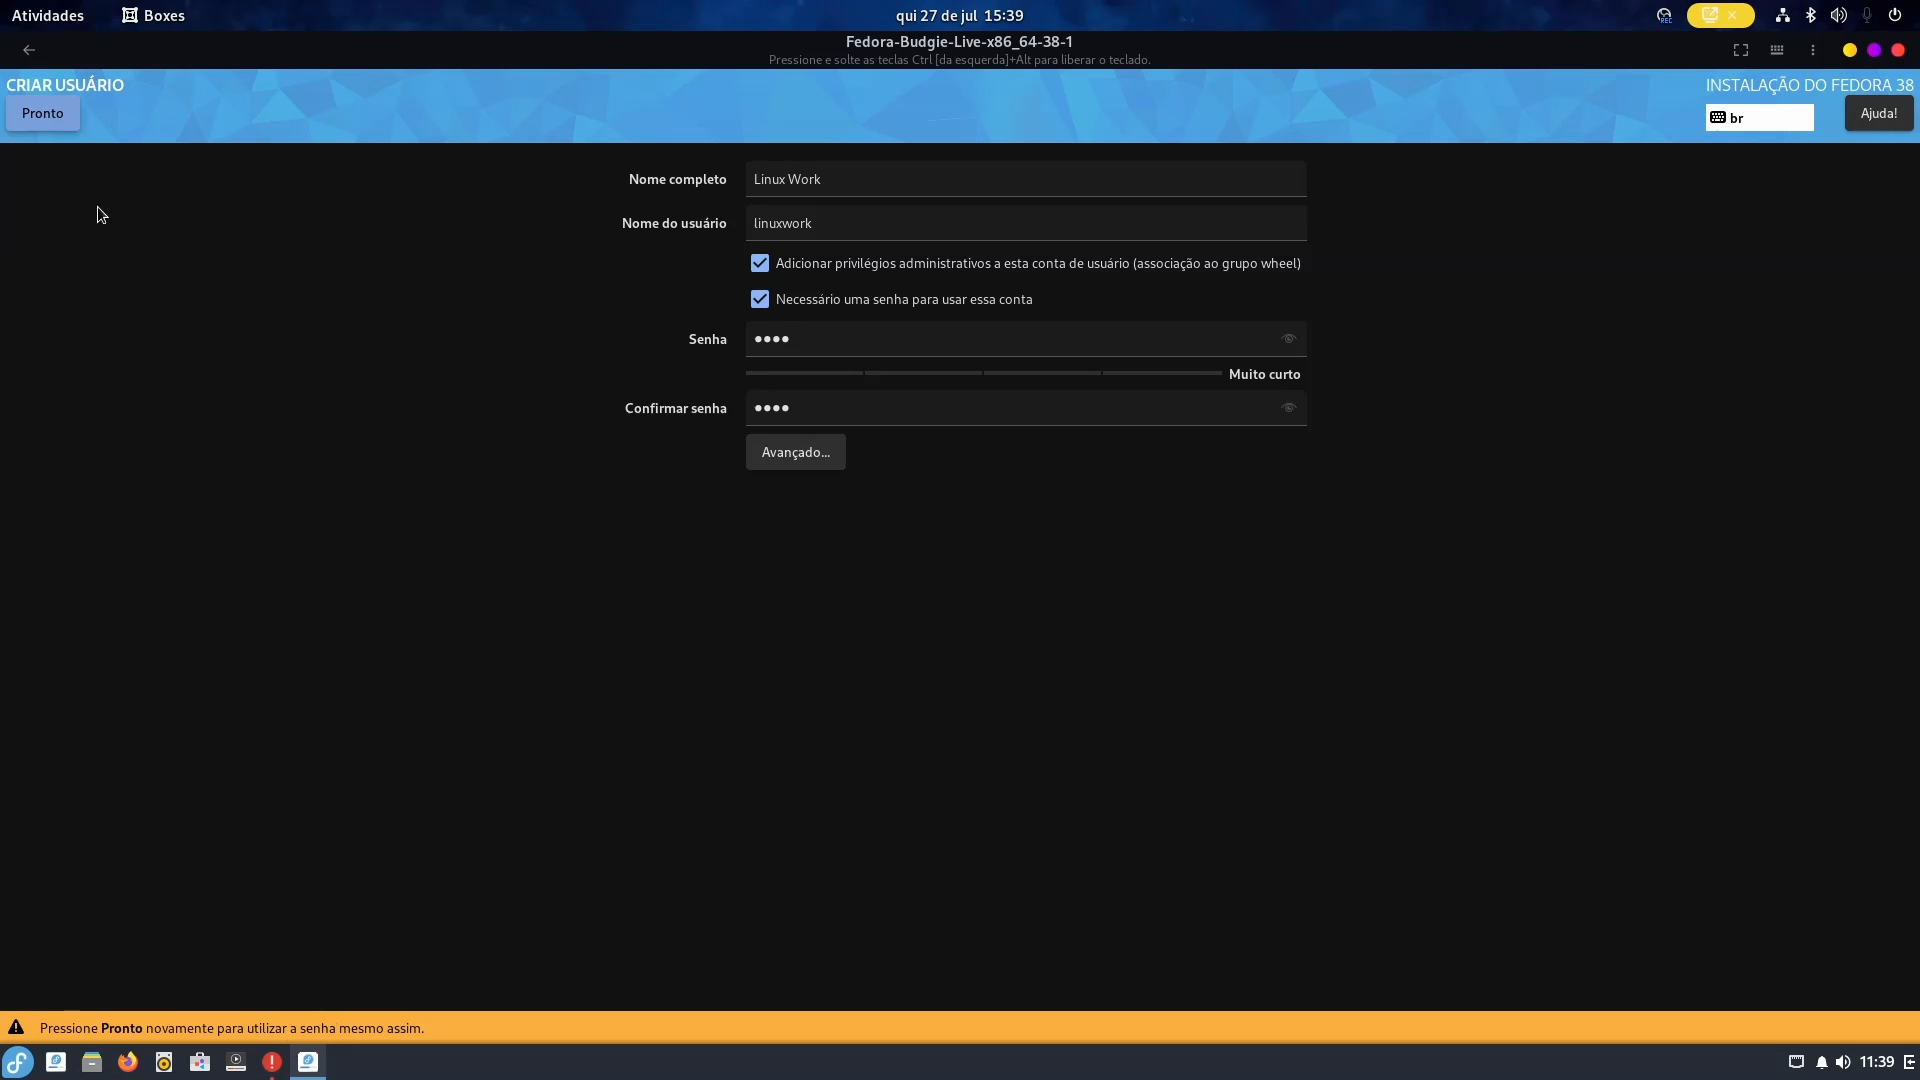 Atividades
Boxes
qui 27 de jul 15:39
REC
Fedora-Budgie-Live-x86_64-38-1
Pressione e solte as teclas Ctrl [da esquerda]+Alt para liberar o teclado.
CRIAR USUÁRIO
INSTALAÇÃO DO FEDORA 38
Pronto
br
Ajuda!
Nome completo
Linux Work
Nome do usuário
linuxwork
Adicionar privilégios administrativos a esta conta de usuário (associação ao grupo wheel)
Necessário uma senha para usar essa conta
Senha
••••
Muito curto
Confirmar senha
••••
Avançado...
Pressione Pronto novamente para utilizar a senha mesmo assim.
11:39